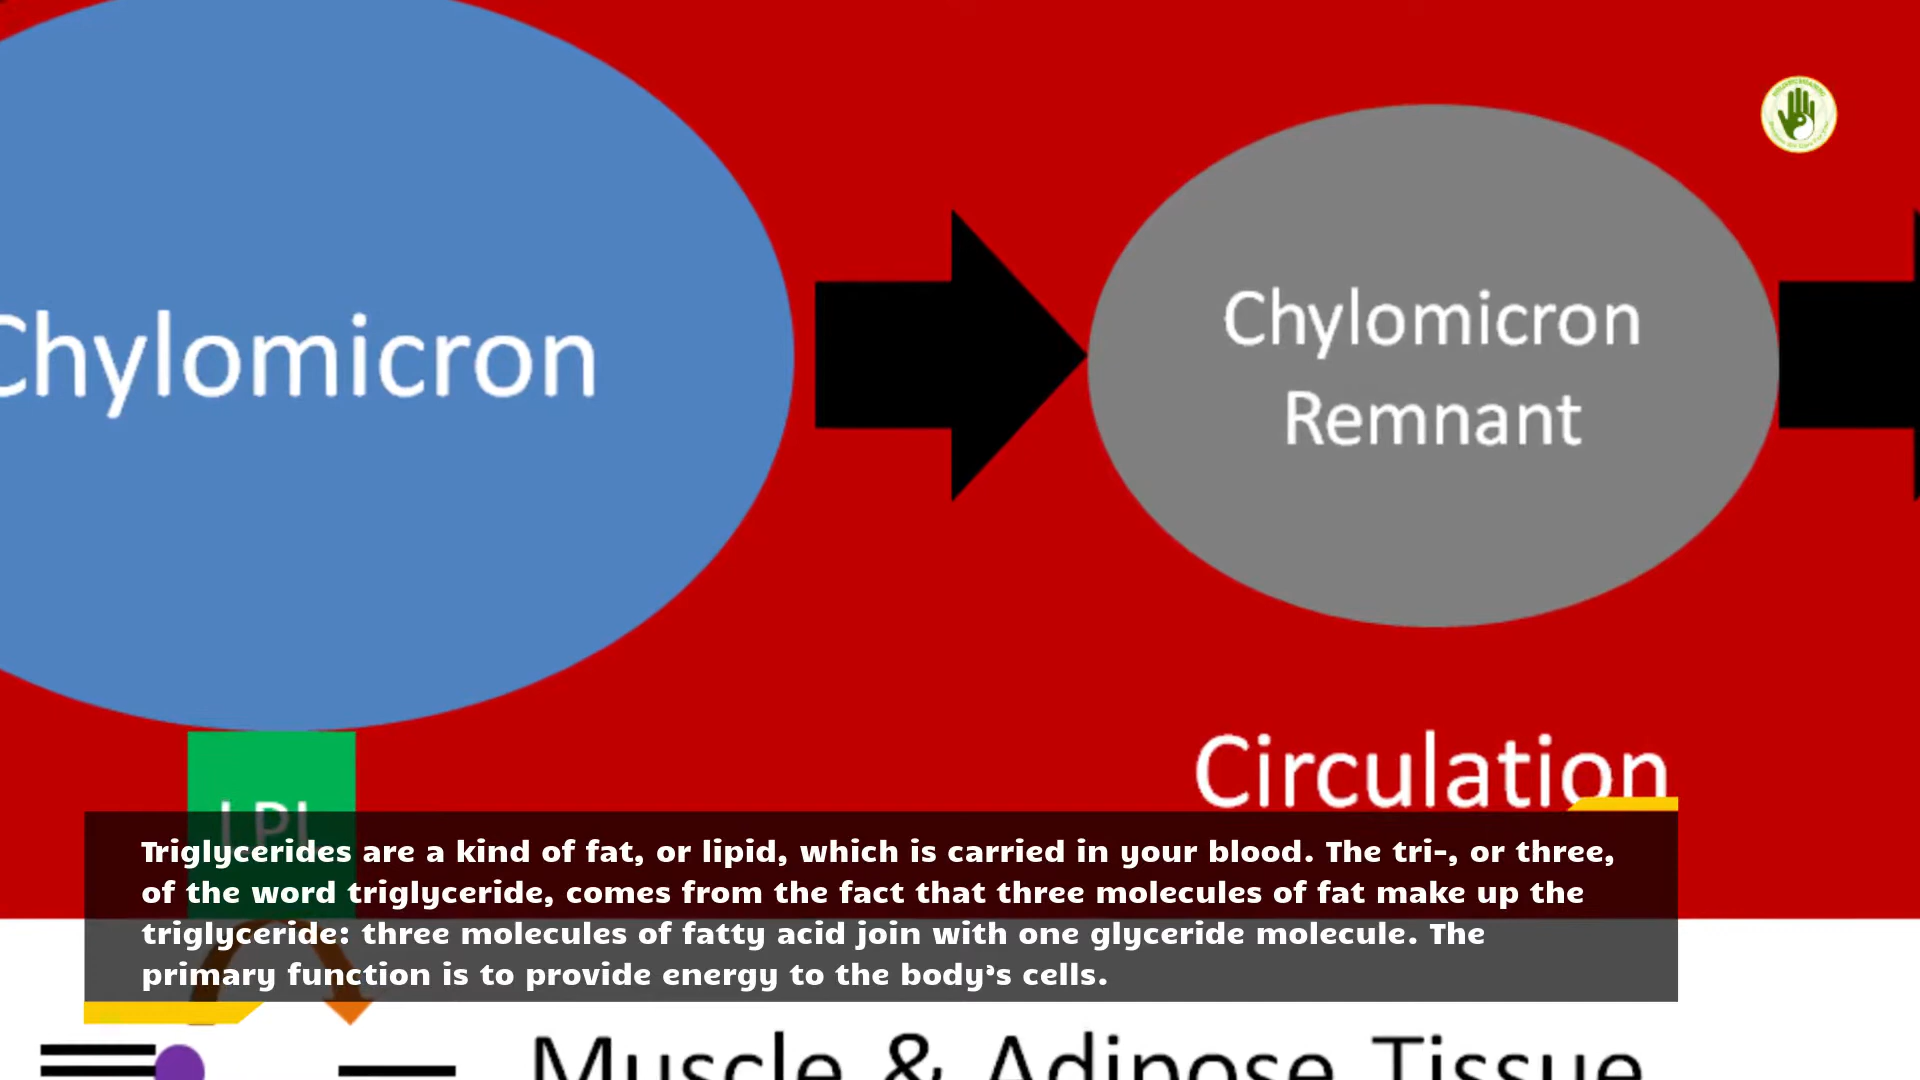 Chylomicron
Chylomicron
Remnant
Circulation
LPL
Triglycerides are a kind of fat, or lipid, which is carried in your blood. The tri-, or three,
of the word triglyceride, comes from the fact that three molecules of fat make up the
triglyceride: three molecules of fatty acid join with one glyceride molecule. The
primary function is to provide energy to the body's cells.
Muscle & Adipose Tissue